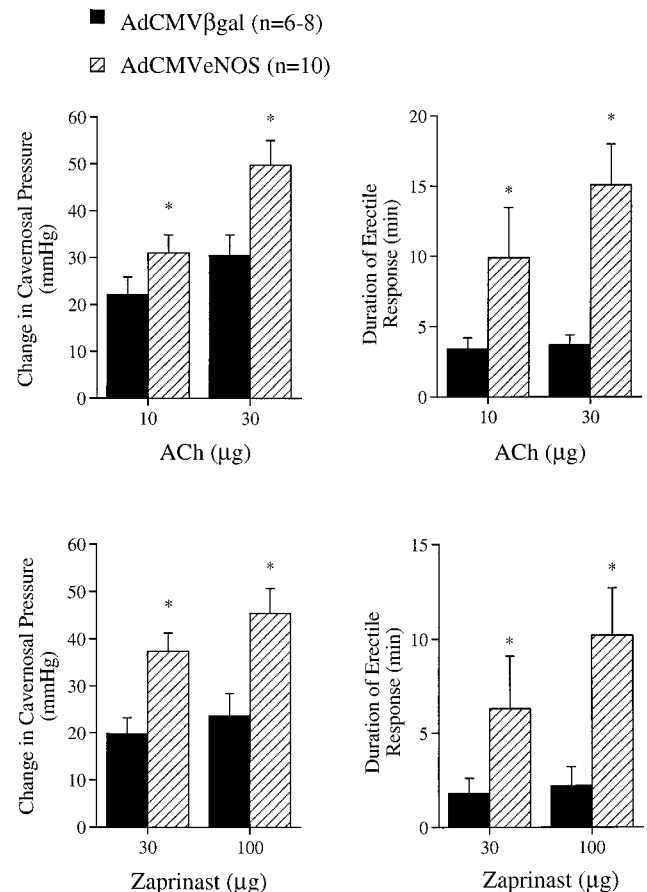 AdCMVβgal (n=6-8)
AdCMVeNOS (n=10)
Change in Cavernosal Pressure
(mmHg)
60
50
40
30
20
10
0
*
*
10
30
ACh (µg)
Duration of Erectile
Response (min)
20
15
10
5
0
*
*
10
30
ACh (µg)
Change in Cavernosal Pressure
(mmHg)
60
50
40
30
20
10
0
*
*
30
100
Zaprinast (µg)
Duration of Erectile
Response (min)
15
10
5
0
*
*
30
100
Zaprinast (µg)